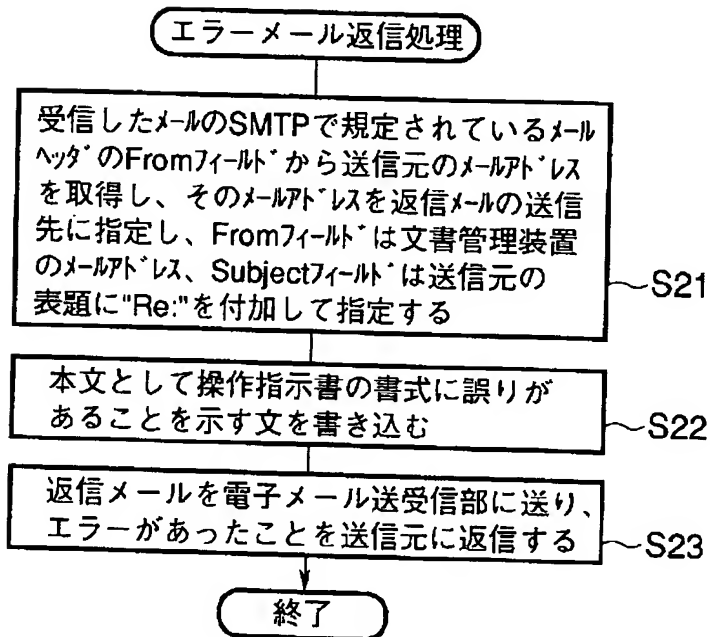 エラーメール返信処理
受信したﾒｰﾙのSMTPで規定されているﾒｰﾙ
ﾍｯﾀﾞのFromﾌｨｰﾙﾄﾞから送信元のﾒｰﾙｱﾄﾞﾚｽ
を取得し、そのﾒｰﾙｱﾄﾞﾚｽを返信ﾒｰﾙの送信
先に指定し、Fromﾌｨｰﾙﾄﾞは文書管理装置
のﾒｰﾙｱﾄﾞﾚｽ、Subjectﾌｨｰﾙﾄﾞは送信元の
表題に"Re:"を付加して指定する
S21
本文として操作指示書の書式に誤りが
あることを示す文を書き込む
S22
返信メールを電子メール送受信部に送り、
エラーがあったことを送信元に返信する
S23
終了